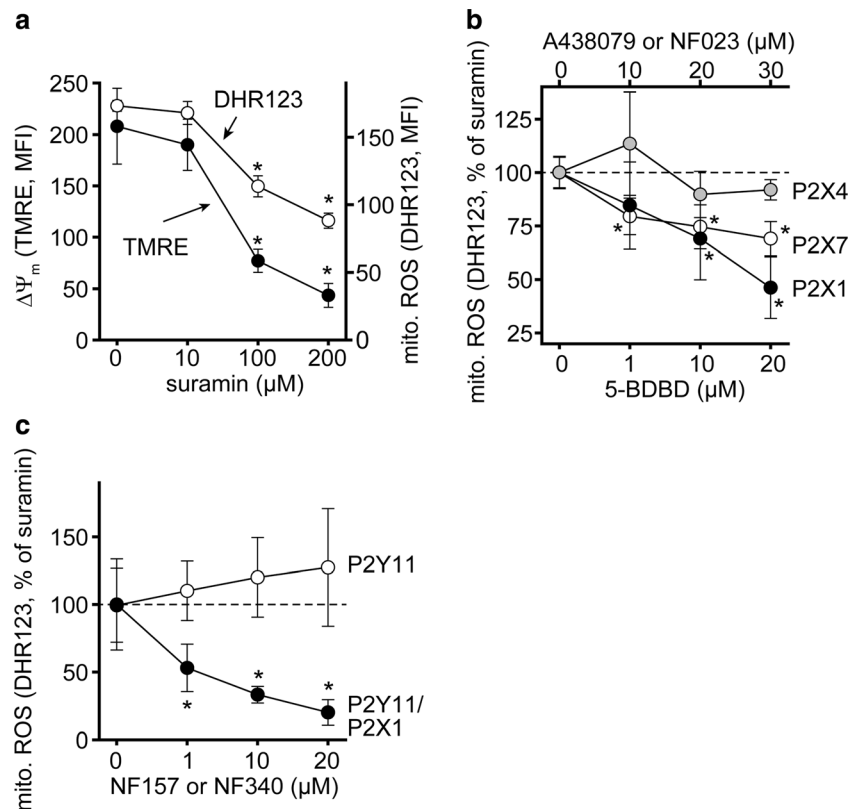 a
ΔΨm (TMRE, MFI)
250
200
150
100
50
0
DHR123
TMRE
*
*
*
*
150
100
50
0
mito. ROS (DHR123, MFI)
0 10 100 200
suramin (µM)
b
A438079 or NF023 (µM)
0 10 20 30
mito. ROS (DHR123, % of suramin)
125
100
75
50
25
P2X4
P2X7
P2X1
*
*
*
*
*
0 1 10 20
5-BDBD (µM)
c
mito. ROS (DHR123, % of suramin)
150
100
50
0
P2Y11
P2Y11/
P2X1
*
*
*
0 1 10 20
NF157 or NF340 (µM)